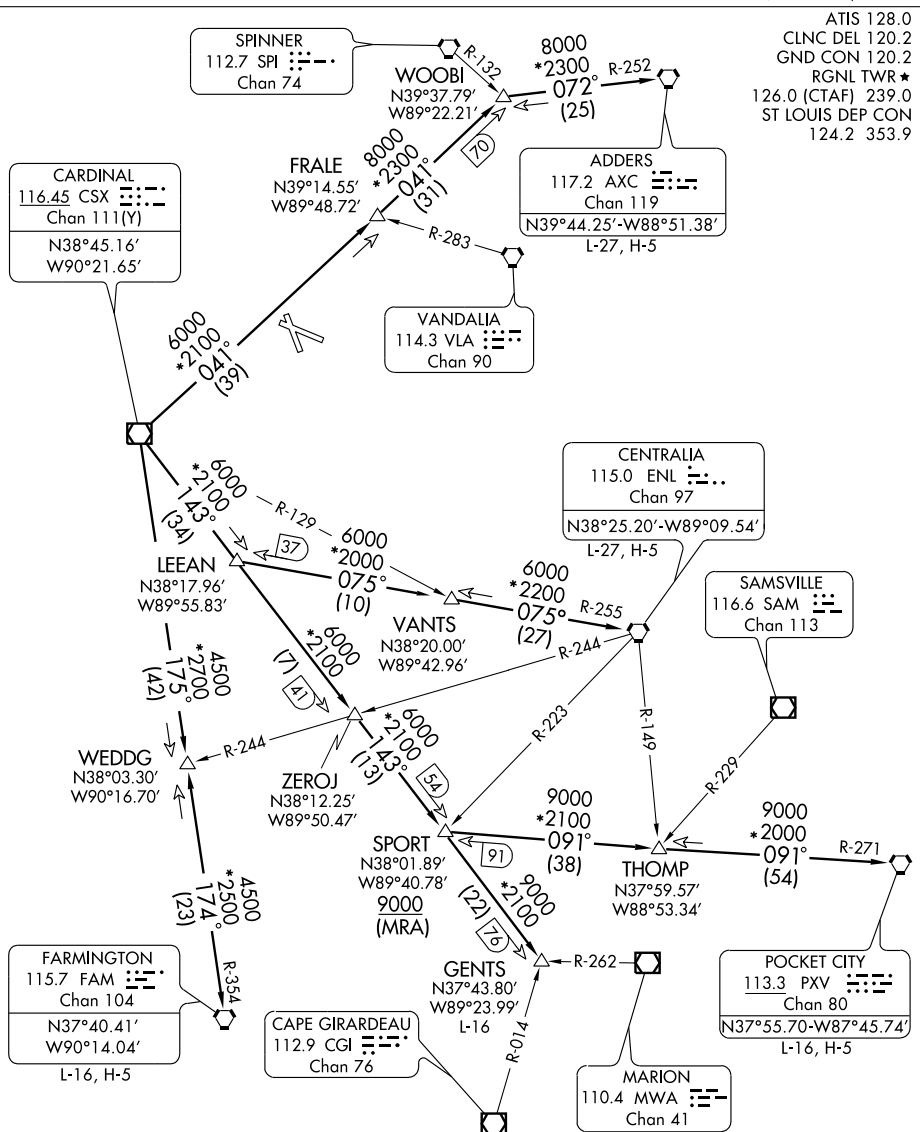 ATIS 128.0
CLNC DEL 120.2
GND CON 120.2
RGNL TWR★
126.0 (CTAF) 239.0
ST LOUIS DEP CON
124.2 353.9
SPINNER
112.7 SPI
Chan 74
R-132
WOOBI
N39°37.79′
W89°22.21′
8000
*2300
072°
(25)
R-252
ADDERS
117.2 AXC
Chan 119
N39°44.25′-W88°51.38′
L-27, H-5
70
FRALE
N39°14.55′
W89°48.72′
8000
*2300
041°
(31)
R-283
VANDALIA
114.3 VLA
Chan 90
CARDINAL
116.45 CSX
Chan 111(Y)
N38°45.16′
W90°21.65′
6000
*2100
041°
(39)
6000
*2100
143°
(34)
R-129
37
LEEAN
N38°17.96′
W89°55.83′
6000
*2000
075°
(10)
VANTS
N38°20.00′
W89°42.96′
6000
*2200
075°
(27)
R-255
CENTRALIA
115.0 ENL
Chan 97
N38°25.20′-W89°09.54′
L-27, H-5
SAMSVILLE
116.6 SAM
Chan 113
R-244
R-223
R-149
R-229
6000
*2100
(7)
41
4500
*2700
175°
(42)
R-244
WEDDG
N38°03.30′
W90°16.70′
ZEROJ
N38°12.25′
W89°50.47′
6000
*2100
143°
(13)
54
SPORT
N38°01.89′
W89°40.78′
9000
(MRA)
91
9000
*2100
091°
(38)
THOMP
N37°59.57′
W88°53.34′
9000
*2000
091°
(54)
R-271
POCKET CITY
113.3 PXV
Chan 80
N37°55.70-W87°45.74′
L-16, H-5
9000
*2100
(22)
76
GENTS
N37°43.80′
W89°23.99′
L-16
R-262
MARION
110.4 MWA
Chan 41
R-014
CAPE GIRARDEAU
112.9 CGI
Chan 76
4500
*2500
174°
(23)
R-354
FARMINGTON
115.7 FAM
Chan 104
N37°40.41′
W90°14.04′
L-16, H-5